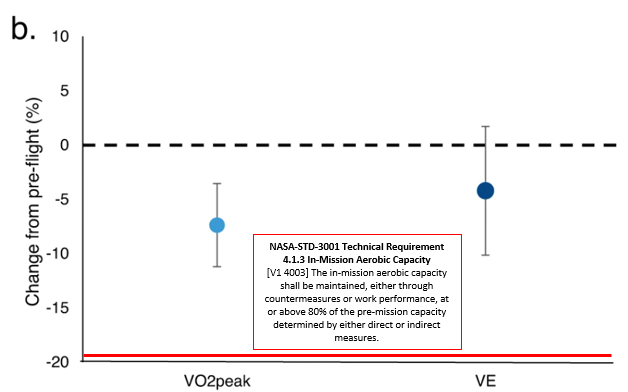 b.
10
5
0
-5
-10
-15
-20
Change from pre-flight (%)
NASA-STD-3001 Technical Requirement
4.1.3 In-Mission Aerobic Capacity
[V1 4003] The in-mission aerobic capacity
shall be maintained, either through
countermeasures or work performance, at
or above 80% of the pre-mission capacity
determined by either direct or indirect
measures.
VO2peak
VE